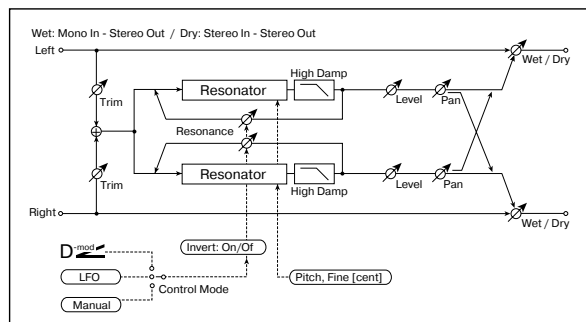 Wet: Mono In - Stereo Out / Dry: Stereo In - Stereo Out
Left
Wet / Dry
High Damp
Resonator
Trim
Level
Pan
Resonance
Resonator
High Damp
Trim
Level
Pan
Right
Wet / Dry
D-mod
Invert: On/Of
LFO
Pitch, Fine [cent]
Control Mode
Manual